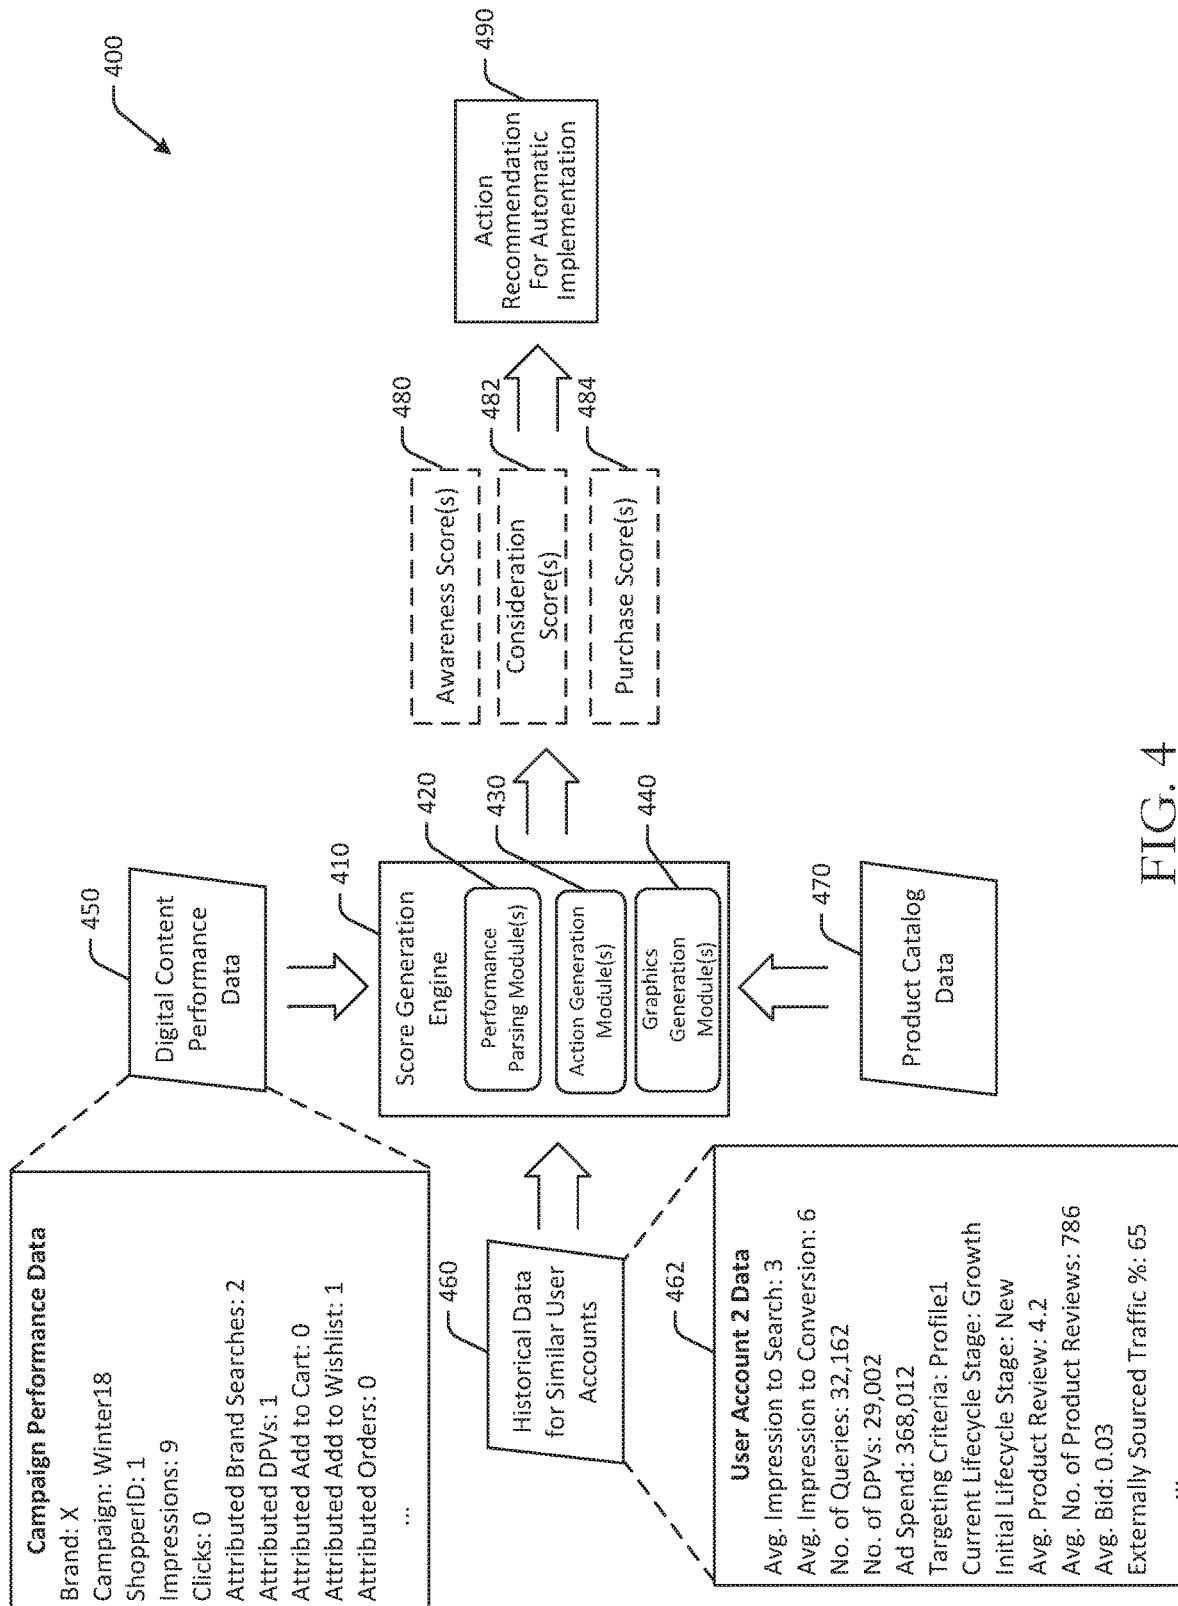 400
Campaign Performance Data
Brand: X
Campaign: Winter18
ShopperID: 1
Impressions: 9
Clicks: 0
Attributed Brand Searches: 2
Attributed DPVs: 1
Attributed Add to Cart: 0
Attributed Add to Wishlist: 1
Attributed Orders: 0
...
450
Digital Content
Performance
Data
460
Historical Data
for Similar User
Accounts
462
User Account 2 Data
Avg. Impression to Search: 3
Avg. Impression to Conversion: 6
No. of Queries: 32,162
No. of DPVs: 29,002
Ad Spend: 368,012
Targeting Criteria: Profile1
Current Lifecycle Stage: Growth
Initial Lifecycle Stage: New
Avg. Product Review: 4.2
Avg. No. of Product Reviews: 786
Avg. Bid: 0.03
Externally Sourced Traffic %: 65
...
410
Score Generation
Engine
420
Performance
Parsing Module(s)
430
Action Generation
Module(s)
440
Graphics
Generation
Module(s)
470
Product Catalog
Data
480
Awareness Score(s)
482
Consideration
Score(s)
484
Purchase Score(s)
490
Action
Recommendation
For Automatic
Implementation
FIG. 4